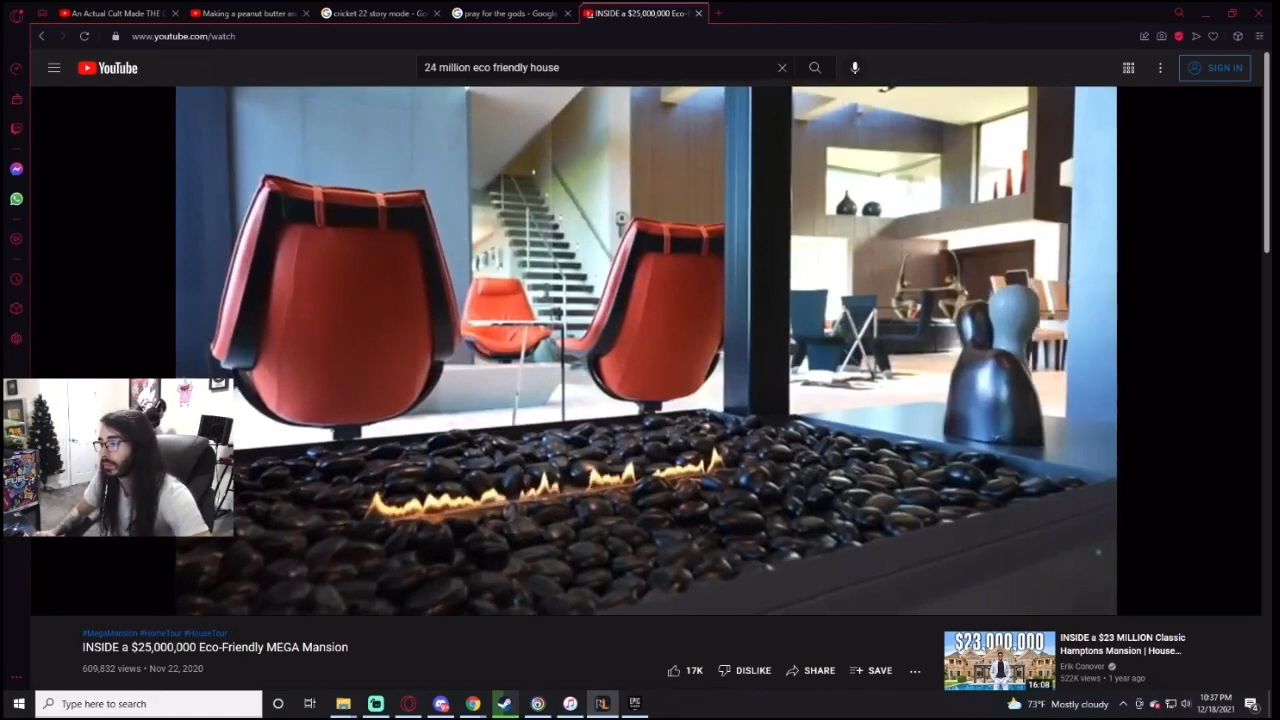 An Actual Cult Made THE
Making a peanut butter an
cricket 22 story mode - Go
pray for the gods - Google
INSIDE a $25,000,000 Eco-F
www.youtube.com/watch
YouTube
24 million eco friendly house
SIGN IN
#MegaMansion #HomeTour #HouseTour
INSIDE a $25,000,000 Eco-Friendly MEGA Mansion
609,832 views • Nov 22, 2020
17K
DISLIKE
SHARE
SAVE
$23,000,000
16:08
INSIDE a $23 MILLION Classic
Hamptons Mansion | House...
Erik Conover
522K views • 1 year ago
Type here to search
EPIC
73°F Mostly cloudy
10:37 PM
12/18/2021